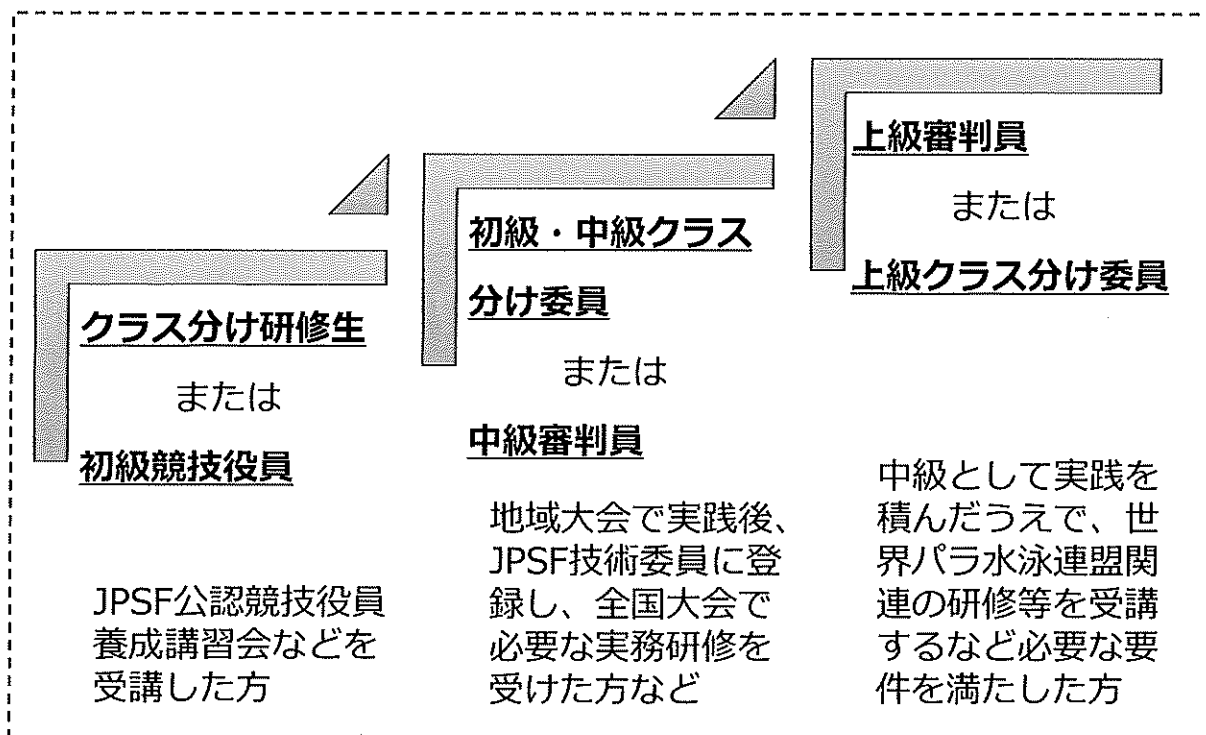 クラス分け研修生
または
初級競技役員
JPSF公認競技役員
養成講習会などを
受講した方
初級・中級クラス
分け委員
または
中級審判員
地域大会で実践後、
JPSF技術委員に登
録し、全国大会で
必要な実務研修を
受けた方など
上級審判員
または
上級クラス分け委員
中級として実践を
積んだうえで、世
界パラ水泳連盟関
連の研修等を受講
するなど必要な要
件を満たした方